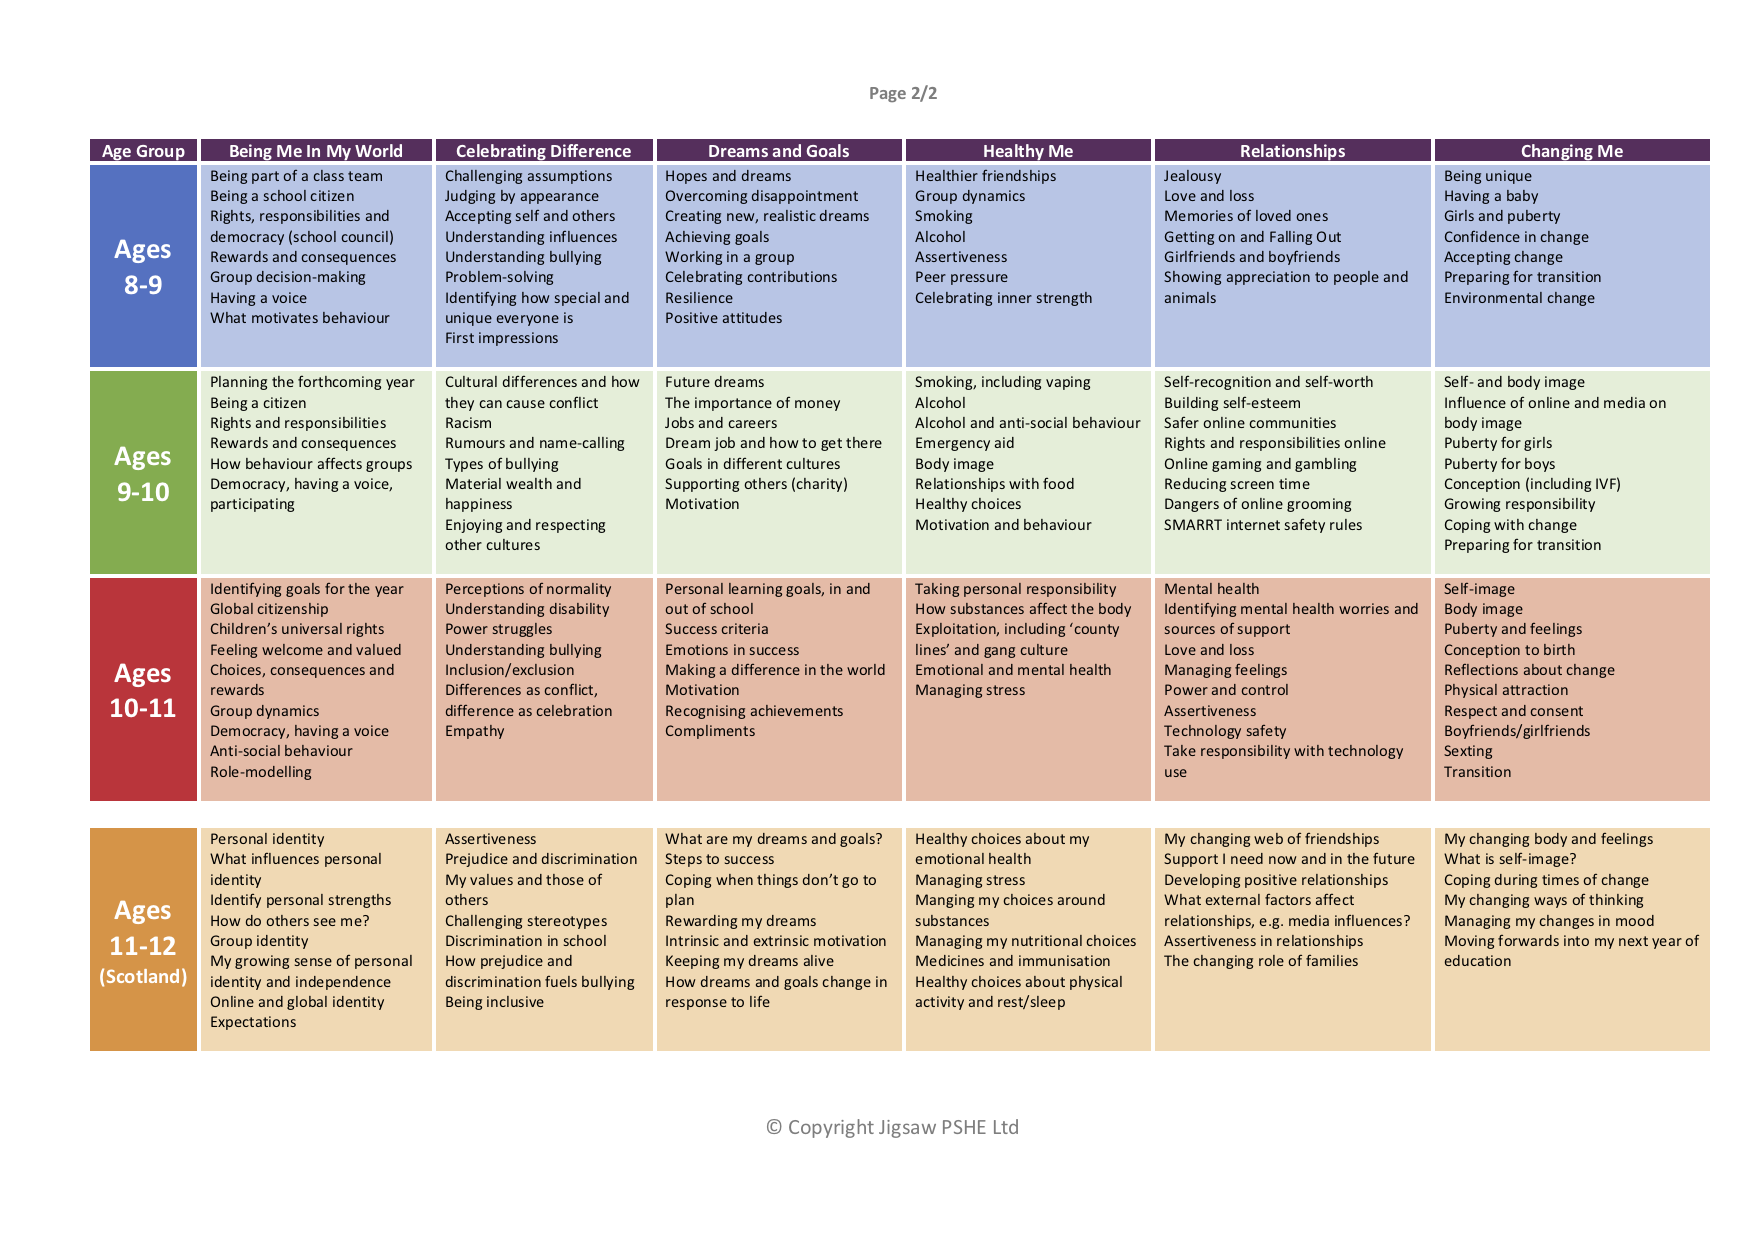 Page 2/2
Age Group
Being Me In My World
Celebrating Difference
Dreams and Goals
Healthy Me
Relationships
Changing Me
Ages
8-9
Being part of a class team
Being a school citizen
Rights, responsibilities and
democracy (school council)
Rewards and consequences
Group decision-making
Having a voice
What motivates behaviour
Challenging assumptions
Judging by appearance
Accepting self and others
Understanding influences
Understanding bullying
Problem-solving
Identifying how special and
unique everyone is
First impressions
Hopes and dreams
Overcoming disappointment
Creating new, realistic dreams
Achieving goals
Working in a group
Celebrating contributions
Resilience
Positive attitudes
Healthier friendships
Group dynamics
Smoking
Alcohol
Assertiveness
Peer pressure
Celebrating inner strength
Jealousy
Love and loss
Memories of loved ones
Getting on and Falling Out
Girlfriends and boyfriends
Showing appreciation to people and
animals
Being unique
Having a baby
Girls and puberty
Confidence in change
Accepting change
Preparing for transition
Environmental change
Ages
9-10
Planning the forthcoming year
Being a citizen
Rights and responsibilities
Rewards and consequences
How behaviour affects groups
Democracy, having a voice,
participating
Cultural differences and how
they can cause conflict
Racism
Rumours and name-calling
Types of bullying
Material wealth and
happiness
Enjoying and respecting
other cultures
Future dreams
The importance of money
Jobs and careers
Dream job and how to get there
Goals in different cultures
Supporting others (charity)
Motivation
Smoking, including vaping
Alcohol
Alcohol and anti-social behaviour
Emergency aid
Body image
Relationships with food
Healthy choices
Motivation and behaviour
Self-recognition and self-worth
Building self-esteem
Safer online communities
Rights and responsibilities online
Online gaming and gambling
Reducing screen time
Dangers of online grooming
SMARRT internet safety rules
Self- and body image
Influence of online and media on
body image
Puberty for girls
Puberty for boys
Conception (including IVF)
Growing responsibility
Coping with change
Preparing for transition
Ages
10-11
Identifying goals for the year
Global citizenship
Children’s universal rights
Feeling welcome and valued
Choices, consequences and
rewards
Group dynamics
Democracy, having a voice
Anti-social behaviour
Role-modelling
Perceptions of normality
Understanding disability
Power struggles
Understanding bullying
Inclusion/exclusion
Differences as conflict,
difference as celebration
Empathy
Personal learning goals, in and
out of school
Success criteria
Emotions in success
Making a difference in the world
Motivation
Recognising achievements
Compliments
Taking personal responsibility
How substances affect the body
Exploitation, including ‘county
lines’ and gang culture
Emotional and mental health
Managing stress
Mental health
Identifying mental health worries and
sources of support
Love and loss
Managing feelings
Power and control
Assertiveness
Technology safety
Take responsibility with technology
use
Self-image
Body image
Puberty and feelings
Conception to birth
Reflections about change
Physical attraction
Respect and consent
Boyfriends/girlfriends
Sexting
Transition
Ages
11-12
(Scotland)
Personal identity
What influences personal
identity
Identify personal strengths
How do others see me?
Group identity
My growing sense of personal
identity and independence
Online and global identity
Expectations
Assertiveness
Prejudice and discrimination
My values and those of
others
Challenging stereotypes
Discrimination in school
How prejudice and
discrimination fuels bullying
Being inclusive
What are my dreams and goals?
Steps to success
Coping when things don’t go to
plan
Rewarding my dreams
Intrinsic and extrinsic motivation
Keeping my dreams alive
How dreams and goals change in
response to life
Healthy choices about my
emotional health
Managing stress
Manging my choices around
substances
Managing my nutritional choices
Medicines and immunisation
Healthy choices about physical
activity and rest/sleep
My changing web of friendships
Support I need now and in the future
Developing positive relationships
What external factors affect
relationships, e.g. media influences?
Assertiveness in relationships
The changing role of families
My changing body and feelings
What is self-image?
Coping during times of change
My changing ways of thinking
Managing my changes in mood
Moving forwards into my next year of
education
© Copyright Jigsaw PSHE Ltd